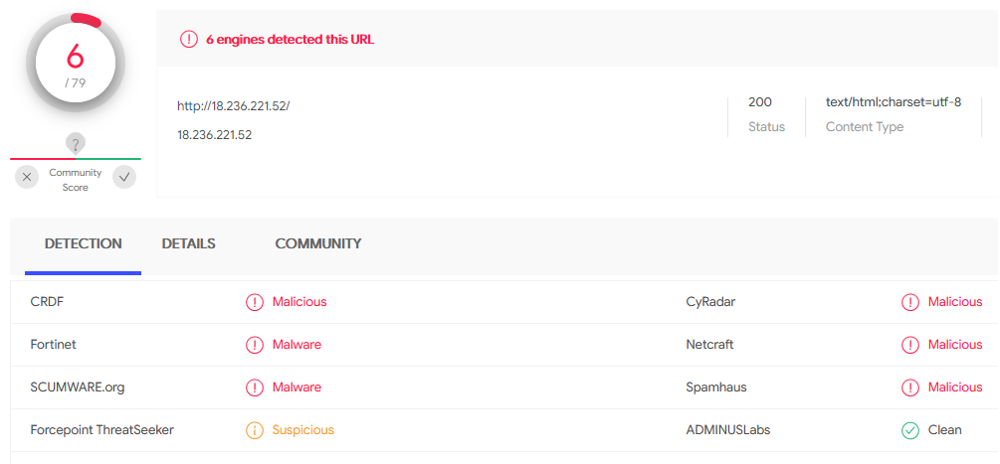 6
/ 79
?
Community
Score
6 engines detected this URL
http://18.236.221.52/
18.236.221.52
200
Status
text/html;charset=utf-8
Content Type
DETECTION DETAILS COMMUNITY
CRDF Malicious CyRadar Malicious
Fortinet Malware Netcraft Malicious
SCUMWARE.org Malware Spamhaus Malicious
Forcepoint ThreatSeeker Suspicious ADMINUSLabs Clean